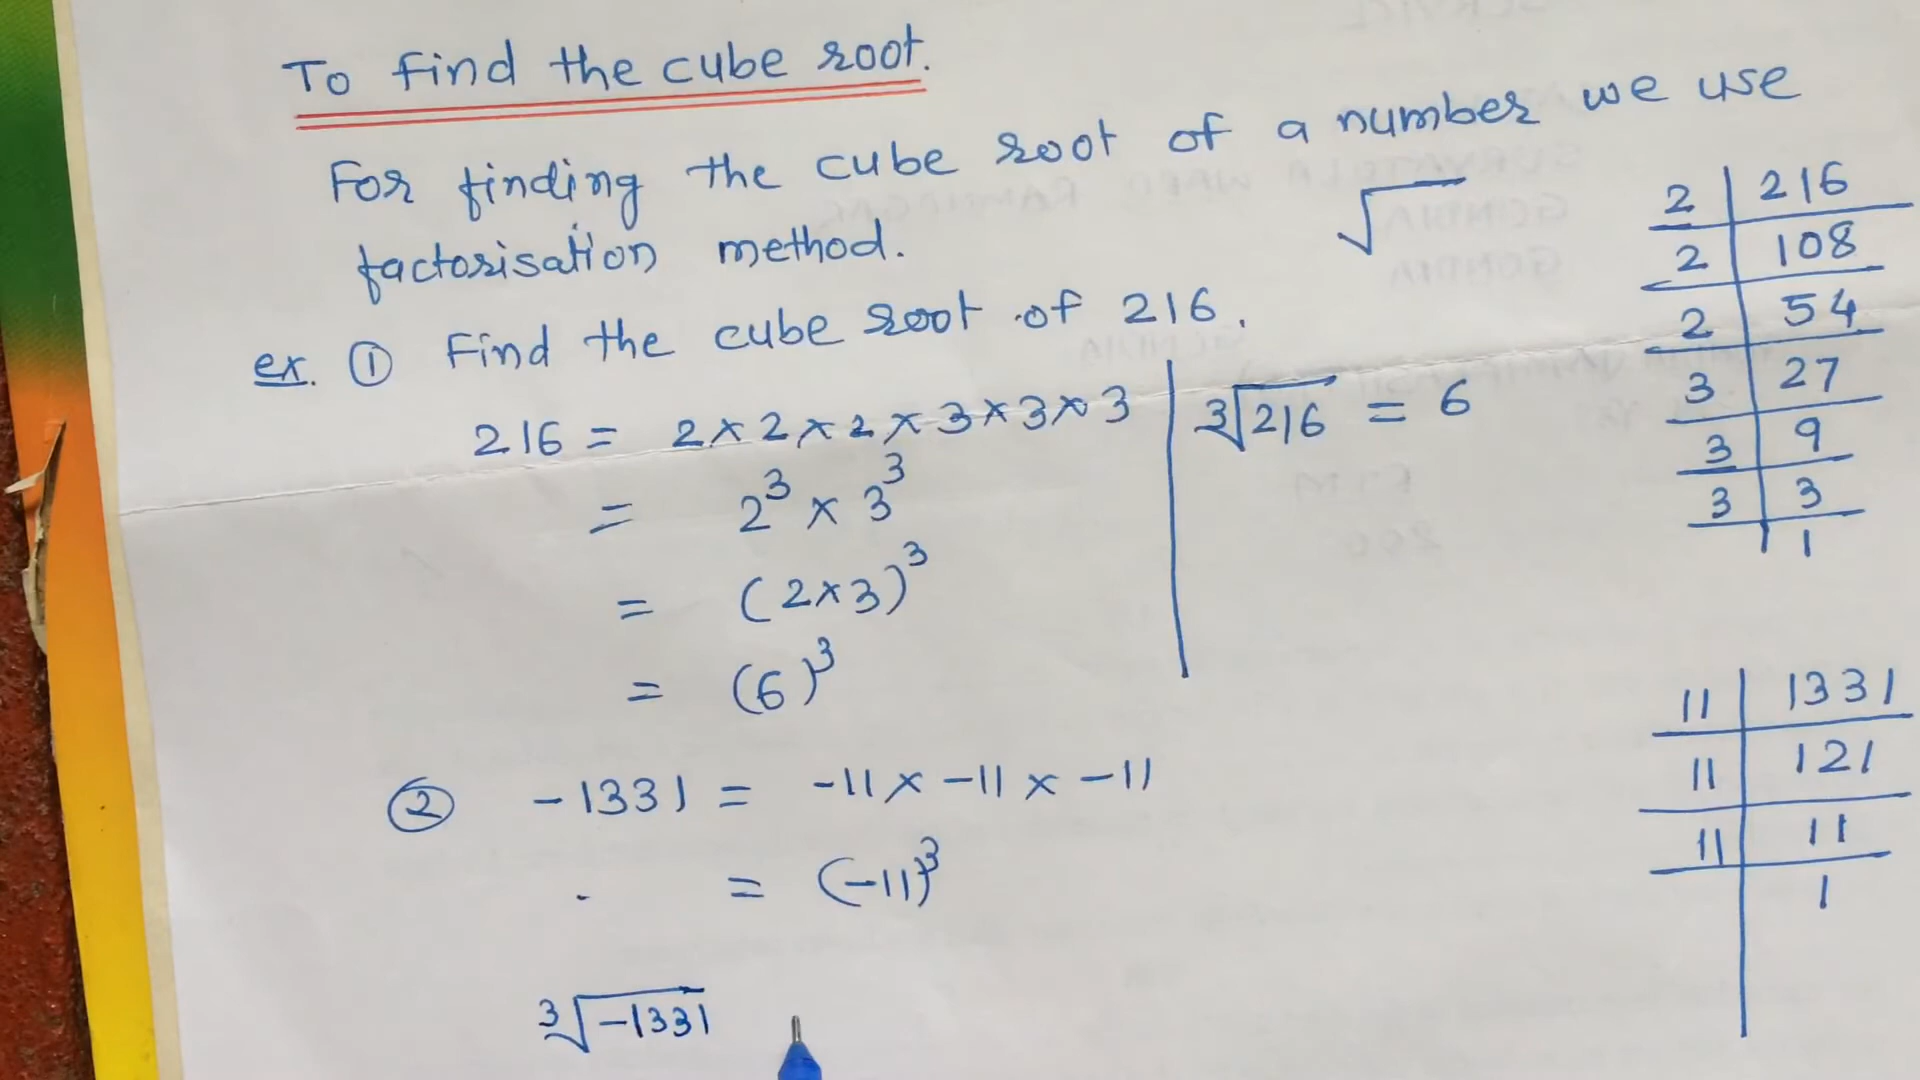 To find the cube root.
For finding the cube root of a number we use
factorisation method.
√
ex. ① Find the cube root of 216.
216 = 2×2×2×3×3×3
= 2³ × 3³
= (2×3)³
= (6)³
∛216 = 6
2 | 216
2 | 108
2 | 54
3 | 27
3 | 9
3 | 3
1
② -1331 = -11 × -11 × -11
= (-11)³
∛-1331
11 | 1331
11 | 121
11 | 11
1